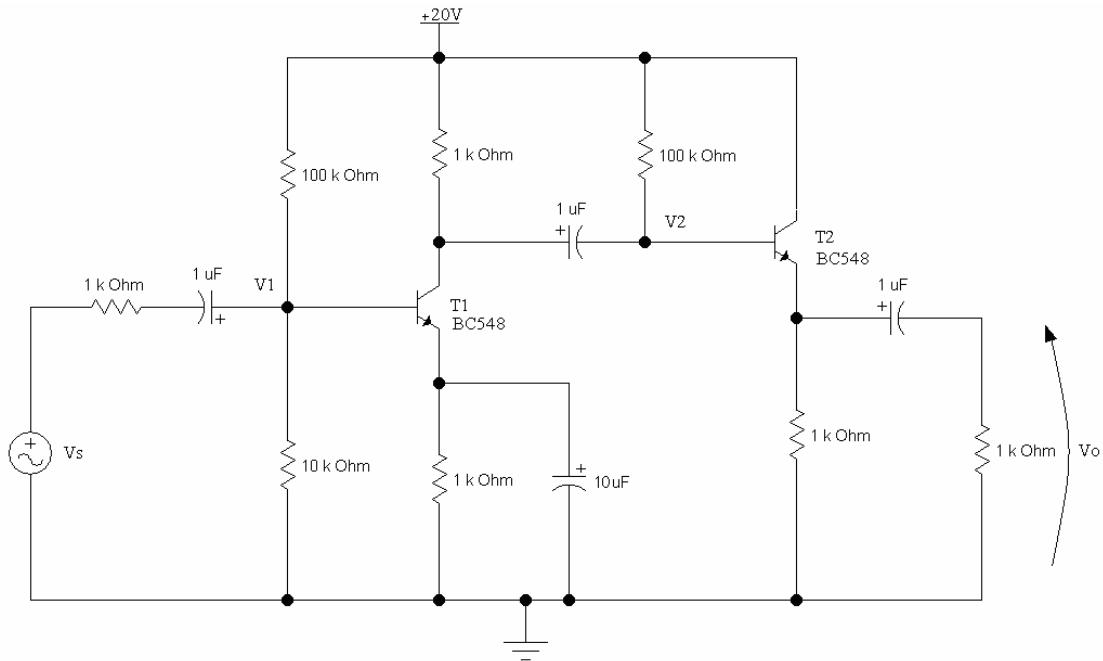 +20V
1 k Ohm
100 k Ohm
100 k Ohm
1 uF
V2
T2
BC548
1 k Ohm
1 uF
V1
1 uF
T1
BC548
+
+
+
+
Vs
10 k Ohm
1 k Ohm
+
10uF
1 k Ohm
1 k Ohm
Vo